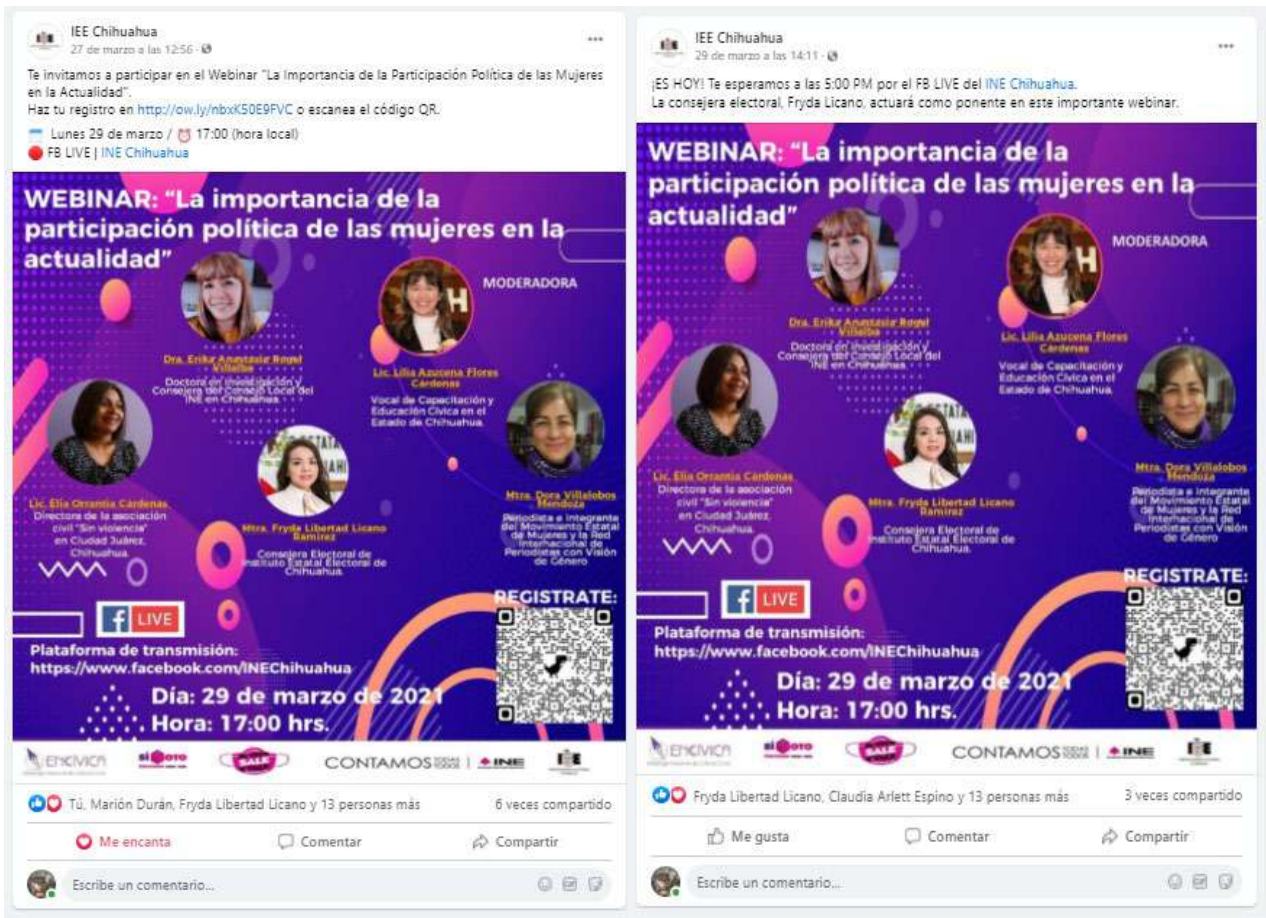 IEE Chihuahua
27 de marzo a las 12:56 ·
Te invitamos a participar en el Webinar "La Importancia de la Participación Política de las Mujeres
en la Actualidad".
Haz tu registro en http://ow.ly/nbxK50E9FVC o escanea el código QR.
Lunes 29 de marzo / 17:00 (hora local)
FB LIVE | INE Chihuahua
WEBINAR: "La importancia de la
participación política de las mujeres en la
actualidad"
MODERADORA
Dra. Erika Anastasia Rogel
Villalba
Doctora en investigación y
Consejera del Consejo Local del
INE en Chihuahua
Lic. Lilia Azucena Flores
Cárdenas
Vocal de Capacitación y
Educación Cívica en el
Estado de Chihuahua.
Lic. Elia Orrantia Cárdenas
Directora de la asociación
civil "Sin violencia"
en Ciudad Juárez,
Chihuahua.
Mtra. Fryda Libertad Licano
Ramírez
Consejera Electoral de
Instituto Estatal Electoral de
Chihuahua.
Mtra. Dora Villalobos
Mendoza
Periodista e integrante
del Movimiento Estatal
de Mujeres y la Red
Internacional de
Periodistas con Visión
de Género
f LIVE
REGISTRATE:
Plataforma de transmisión:
https://www.facebook.com/INEChihuahua
Día: 29 de marzo de 2021
Hora: 17:00 hrs.
ENCIVICA
SALE
CONTAMOS TODAS TODOS | INE
IEE
Tú, Marión Durán, Fryda Libertad Licano y 13 personas más
6 veces compartido
Me encanta
Comentar
Compartir
Escribe un comentario...
IEE Chihuahua
29 de marzo a las 14:11 ·
¡ES HOY! Te esperamos a las 5:00 PM por el FB LIVE del INE Chihuahua.
La consejera electoral, Fryda Licano, actuará como ponente en este importante webinar.
WEBINAR: "La importancia de la
participación política de las mujeres en la
actualidad"
MODERADORA
Dra. Erika Anastasia Rogel
Villalba
Doctora en investigación y
Consejera del Consejo Local del
INE en Chihuahua
Lic. Lilia Azucena Flores
Cárdenas
Vocal de Capacitación y
Educación Cívica en el
Estado de Chihuahua.
Lic. Elia Orrantia Cárdenas
Directora de la asociación
civil "Sin violencia"
en Ciudad Juárez,
Chihuahua.
Mtra. Fryda Libertad Licano
Ramírez
Consejera Electoral de
Instituto Estatal Electoral de
Chihuahua.
Mtra. Dora Villalobos
Mendoza
Periodista e integrante
del Movimiento Estatal
de Mujeres y la Red
Internacional de
Periodistas con Visión
de Género
f LIVE
REGISTRATE:
Plataforma de transmisión:
https://www.facebook.com/INEChihuahua
Día: 29 de marzo de 2021
Hora: 17:00 hrs.
ENCIVICA
SALE
CONTAMOS TODAS TODOS | INE
IEE
Fryda Libertad Licano, Claudia Arlett Espino y 13 personas más
3 veces compartido
Me gusta
Comentar
Compartir
Escribe un comentario...